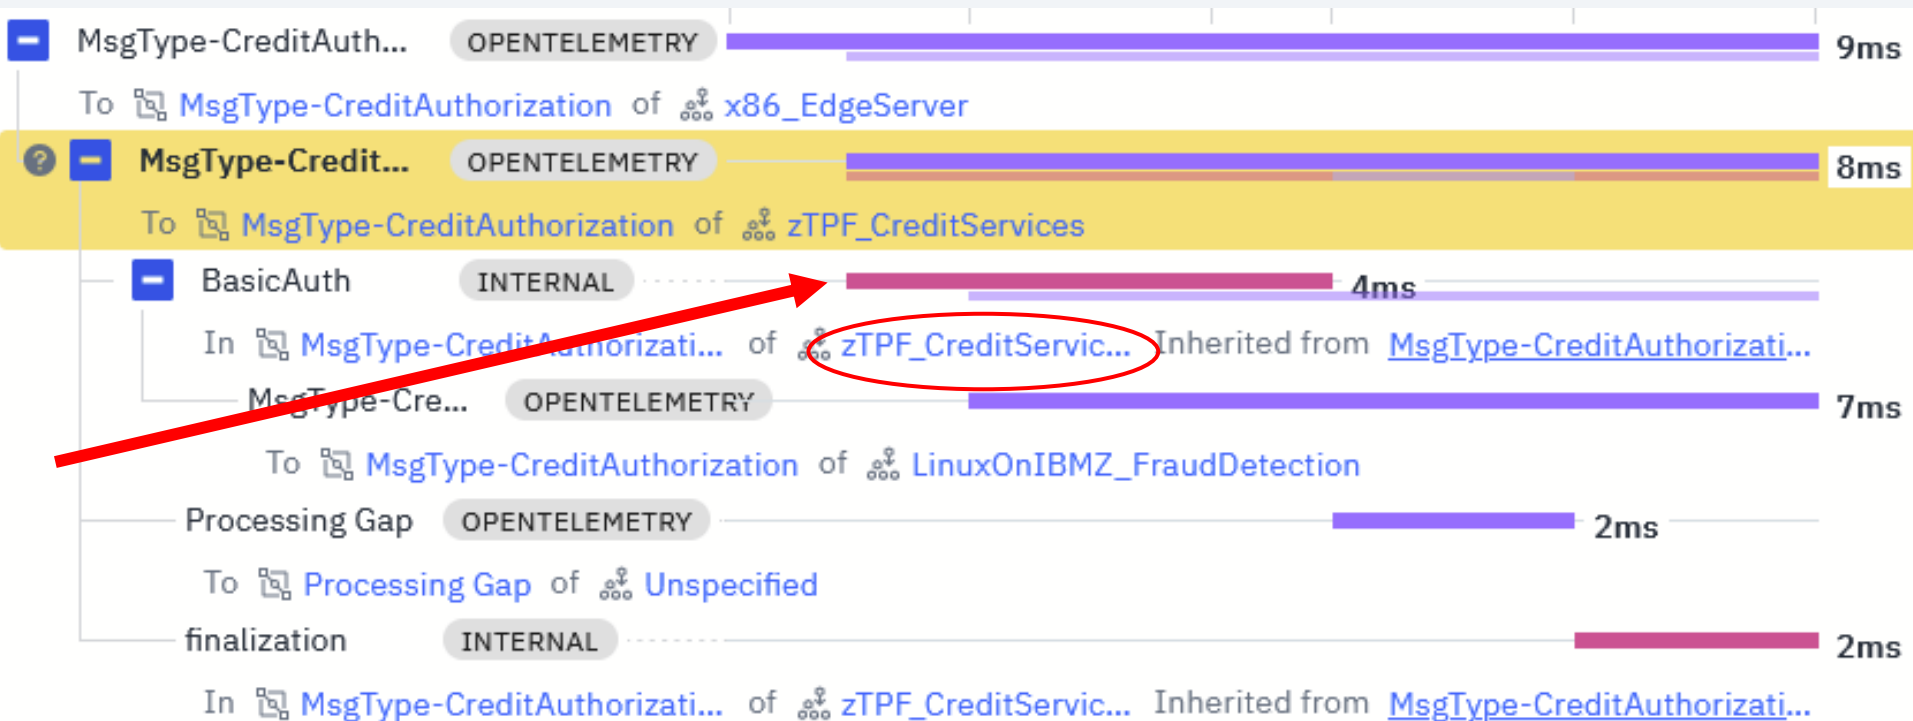 MsgType-CreditAuth... OPENTELEMETRY 9ms
To MsgType-CreditAuthorization of x86_EdgeServer
? MsgType-Credit... OPENTELEMETRY 8ms
To MsgType-CreditAuthorization of zTPF_CreditServices
BasicAuth INTERNAL 4ms
In MsgType-CreditAuthorizati... of zTPF_CreditServic... Inherited from MsgType-CreditAuthorizati...
MsgType-Cre... OPENTELEMETRY 7ms
To MsgType-CreditAuthorization of LinuxOnIBMZ_FraudDetection
Processing Gap OPENTELEMETRY 2ms
To Processing Gap of Unspecified
finalization INTERNAL 2ms
In MsgType-CreditAuthorizati... of zTPF_CreditServic... Inherited from MsgType-CreditAuthorizati...